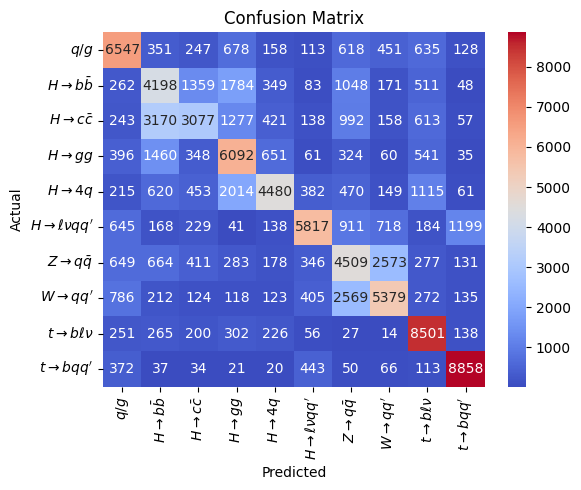 Confusion Matrix
q/g 6547 351 247 678 158 113 618 451 635 128
H → bb̄ 262 4198 1359 1784 349 83 1048 171 511 48
H → cc̄ 243 3170 3077 1277 421 138 992 158 613 57
H → gg 396 1460 348 6092 651 61 324 60 541 35
H → 4q 215 620 453 2014 4480 382 470 149 1115 61
H → ℓνqq′ 645 168 229 41 138 5817 911 718 184 1199
Z → qq̄ 649 664 411 283 178 346 4509 2573 277 131
W → qq′ 786 212 124 118 123 405 2569 5379 272 135
t → bℓν 251 265 200 302 226 56 27 14 8501 138
t → bqq′ 372 37 34 21 20 443 50 66 113 8858
q/g H → bb̄ H → cc̄ H → gg H → 4q H → ℓνqq′ Z → qq̄ W → qq′ t → bℓν t → bqq′
Predicted
Actual
8000
7000
6000
5000
4000
3000
2000
1000